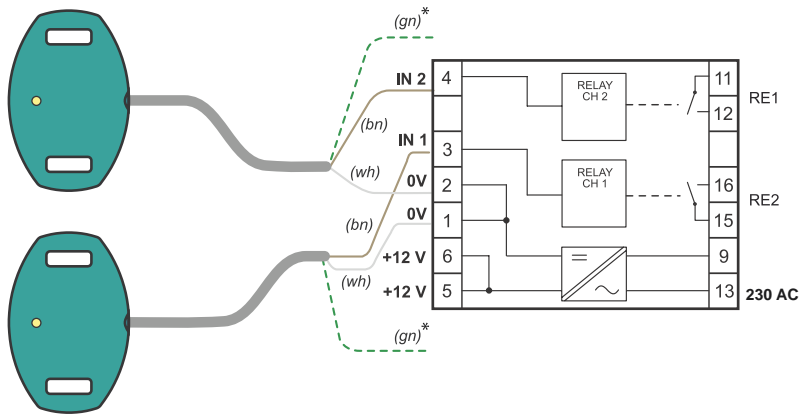 (gn)*
IN 2
4
RELAY
CH 2
11
RE1
12
(bn)
IN 1
3
RELAY
CH 1
16
RE2
15
(wh)
0V
2
(bn)
0V
1
+12 V
6
9
(wh)
+12 V
5
13
230 AC
(gn)*